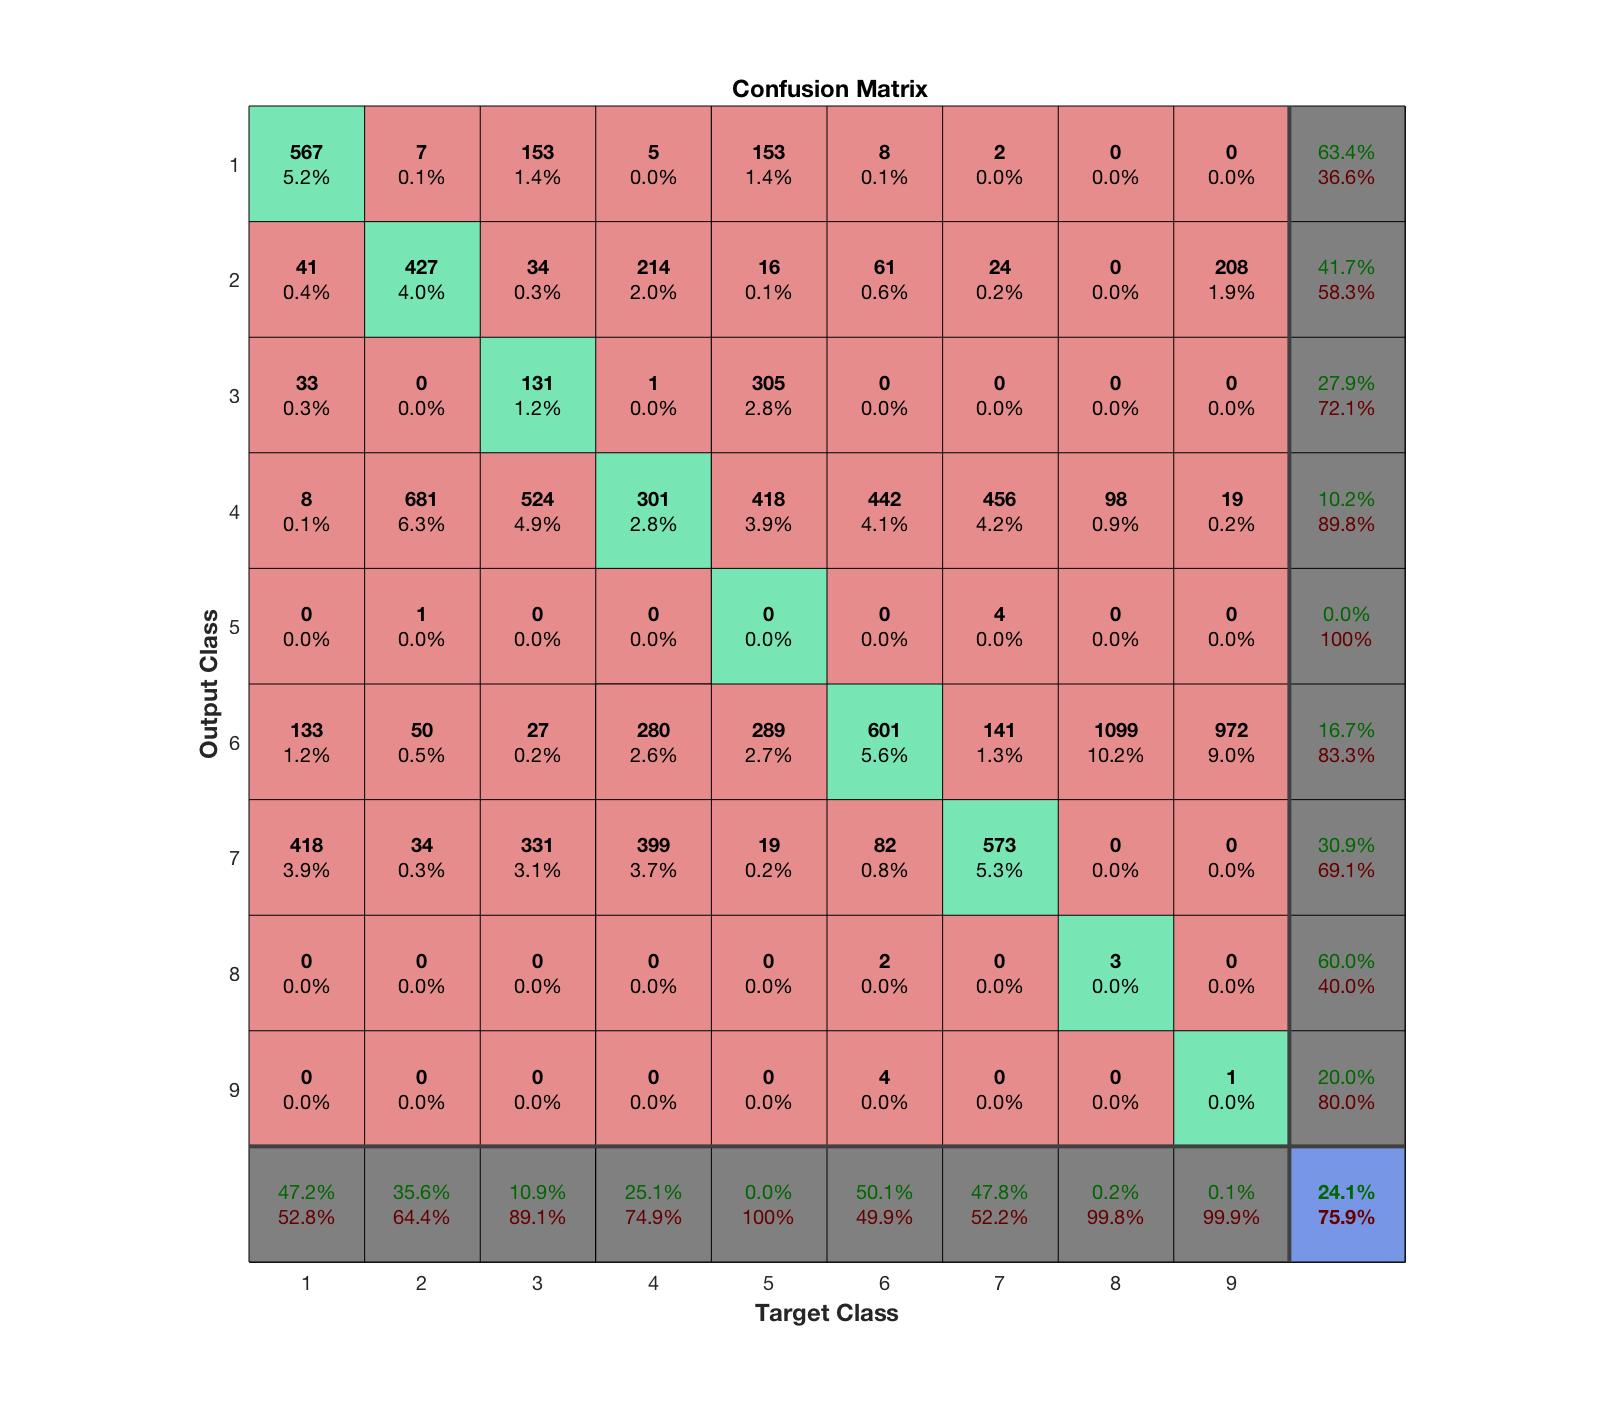 Confusion Matrix
567 7 153 5 153 8 2 0 0 63.4%
1
5.2% 0.1% 1.4% 0.0% 1.4% 0.1% 0.0% 0.0% 0.0% 36.6%
41 427 34 214 16 61 24 0 208 41.7%
2
0.4% 4.0% 0.3% 2.0% 0.1% 0.6% 0.2% 0.0% 1.9% 58.3%
33 0 131 1 305 0 0 0 0 27.9%
3
0.3% 0.0% 1.2% 0.0% 2.8% 0.0% 0.0% 0.0% 0.0% 72.1%
8 681 524 301 418 442 456 98 19 10.2%
4
0.1% 6.3% 4.9% 2.8% 3.9% 4.1% 4.2% 0.9% 0.2% 89.8%
0 1 0 0 0 0 4 0 0 0.0%
5
0.0% 0.0% 0.0% 0.0% 0.0% 0.0% 0.0% 0.0% 0.0% 100%
Output Class
133 50 27 280 289 601 141 1099 972 16.7%
6
1.2% 0.5% 0.2% 2.6% 2.7% 5.6% 1.3% 10.2% 9.0% 83.3%
418 34 331 399 19 82 573 0 0 30.9%
7
3.9% 0.3% 3.1% 3.7% 0.2% 0.8% 5.3% 0.0% 0.0% 69.1%
0 0 0 0 0 2 0 3 0 60.0%
8
0.0% 0.0% 0.0% 0.0% 0.0% 0.0% 0.0% 0.0% 0.0% 40.0%
0 0 0 0 0 4 0 0 1 20.0%
9
0.0% 0.0% 0.0% 0.0% 0.0% 0.0% 0.0% 0.0% 0.0% 80.0%
47.2% 35.6% 10.9% 25.1% 0.0% 50.1% 47.8% 0.2% 0.1% 24.1%
52.8% 64.4% 89.1% 74.9% 100% 49.9% 52.2% 99.8% 99.9% 75.9%
1 2 3 4 5 6 7 8 9
Target Class